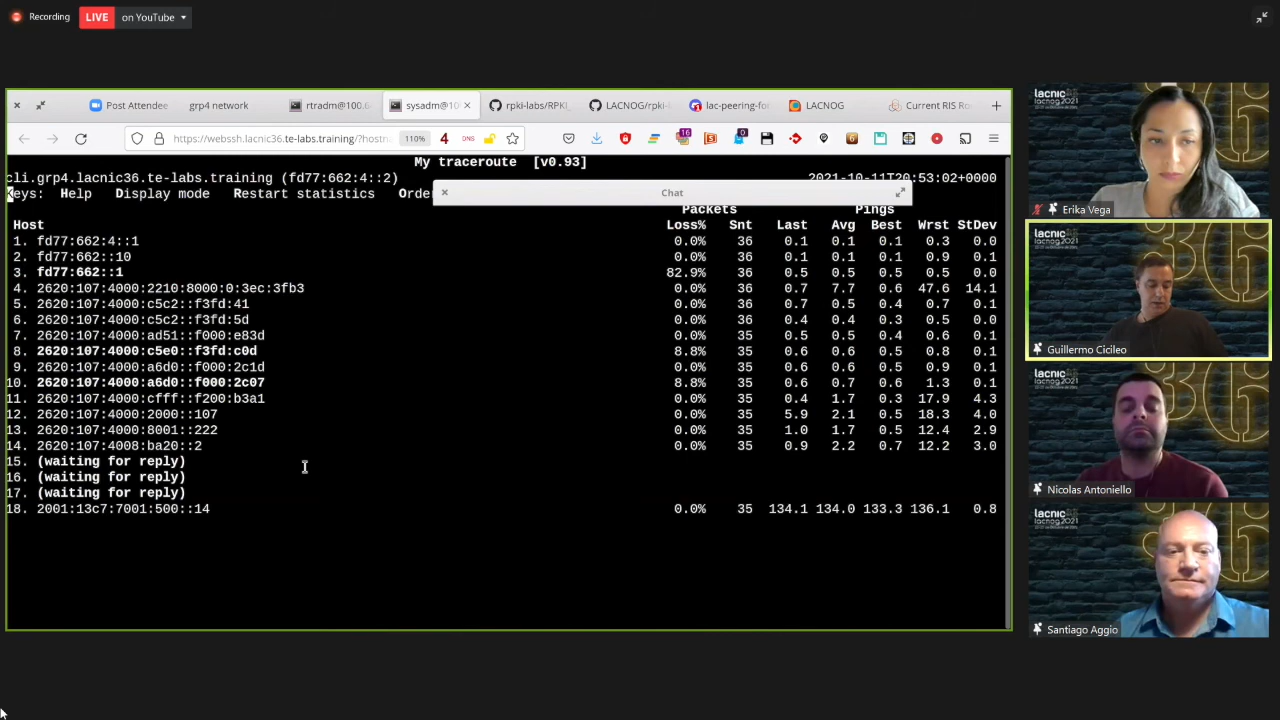 Recording
LIVE on YouTube
Post Attendee
grp4 network
rtradm@100.6
sysadm@10
rpki-labs/RPKI_
LACNOG/rpki-l
lac-peering-for
LACNOG
Current RIS Ro
https://webssh.lacnic36.te-labs.training/?hostn
110%
4
DNS
16
0
6
My traceroute [v0.93]
cli.grp4.lacnic36.te-labs.training (fd77:662:4::2) 2021-10-11T20:53:02+0000
Keys: Help Display mode Restart statistics Orde
Chat
Packets Pings
Host Loss% Snt Last Avg Best Wrst StDev
1. fd77:662:4::1 0.0% 36 0.1 0.1 0.1 0.3 0.0
2. fd77:662::10 0.0% 36 0.1 0.1 0.1 0.9 0.1
3. fd77:662::1 82.9% 36 0.5 0.5 0.5 0.5 0.0
4. 2620:107:4000:2210:8000:0:3ec:3fb3 0.0% 36 0.7 7.7 0.6 47.6 14.1
5. 2620:107:4000:c5c2::f3fd:41 0.0% 36 0.7 0.5 0.4 0.7 0.1
6. 2620:107:4000:c5c2::f3fd:5d 0.0% 36 0.4 0.4 0.3 0.5 0.0
7. 2620:107:4000:ad51::f000:e83d 0.0% 35 0.5 0.5 0.4 0.6 0.1
8. 2620:107:4000:c5e0::f3fd:c0d 8.8% 35 0.6 0.6 0.5 0.8 0.1
9. 2620:107:4000:a6d0::f000:2c1d 0.0% 35 0.6 0.6 0.5 0.9 0.1
10. 2620:107:4000:a6d0::f000:2c07 8.8% 35 0.6 0.7 0.6 1.3 0.1
11. 2620:107:4000:cfff::f200:b3a1 0.0% 35 0.4 1.7 0.3 17.9 4.3
12. 2620:107:4000:2000::107 0.0% 35 5.9 2.1 0.5 18.3 4.0
13. 2620:107:4000:8001::222 0.0% 35 1.0 1.7 0.5 12.4 2.9
14. 2620:107:4008:ba20::2 0.0% 35 0.9 2.2 0.7 12.2 3.0
15. (waiting for reply)
16. (waiting for reply)
17. (waiting for reply)
18. 2001:13c7:7001:500::14 0.0% 35 134.1 134.0 133.3 136.1 0.8
lacnic
lacnog 2021
Erika Vega
lacnic
lacnog 2021
36
Guillermo Cicileo
lacnic
lacnog 2021
Nicolas Antoniello
lacnic
lacnog 2021
Santiago Aggio